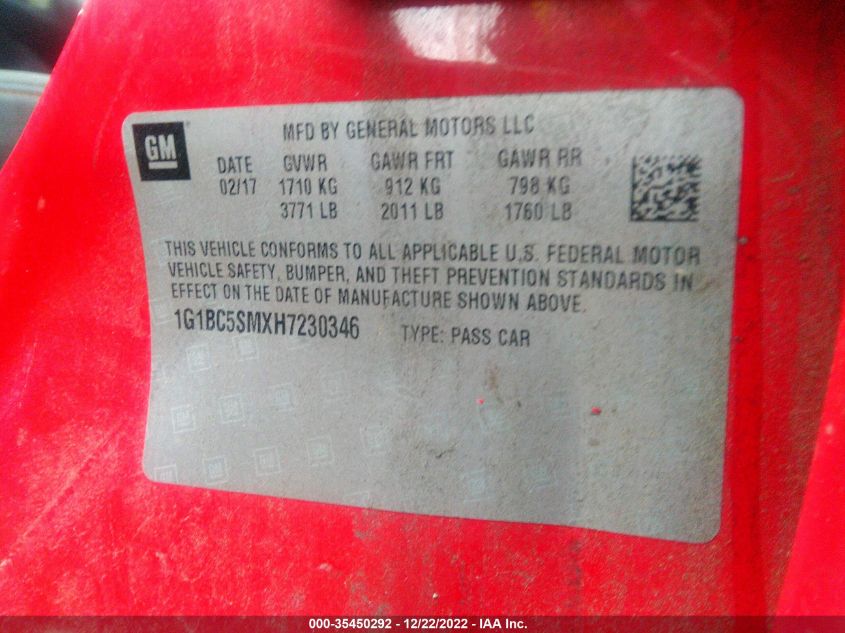 GM
MFD BY GENERAL MOTORS LLC
DATE GVWR GAWR FRT GAWR RR
02/17 1710 KG 912 KG 798 KG
3771 LB 2011 LB 1760 LB
THIS VEHICLE CONFORMS TO ALL APPLICABLE U.S. FEDERAL MOTOR
VEHICLE SAFETY, BUMPER, AND THEFT PREVENTION STANDARDS IN
EFFECT ON THE DATE OF MANUFACTURE SHOWN ABOVE.
1G1BC5SMXH7230346 TYPE: PASS CAR
000-35450292 - 12/22/2022 - IAA Inc.